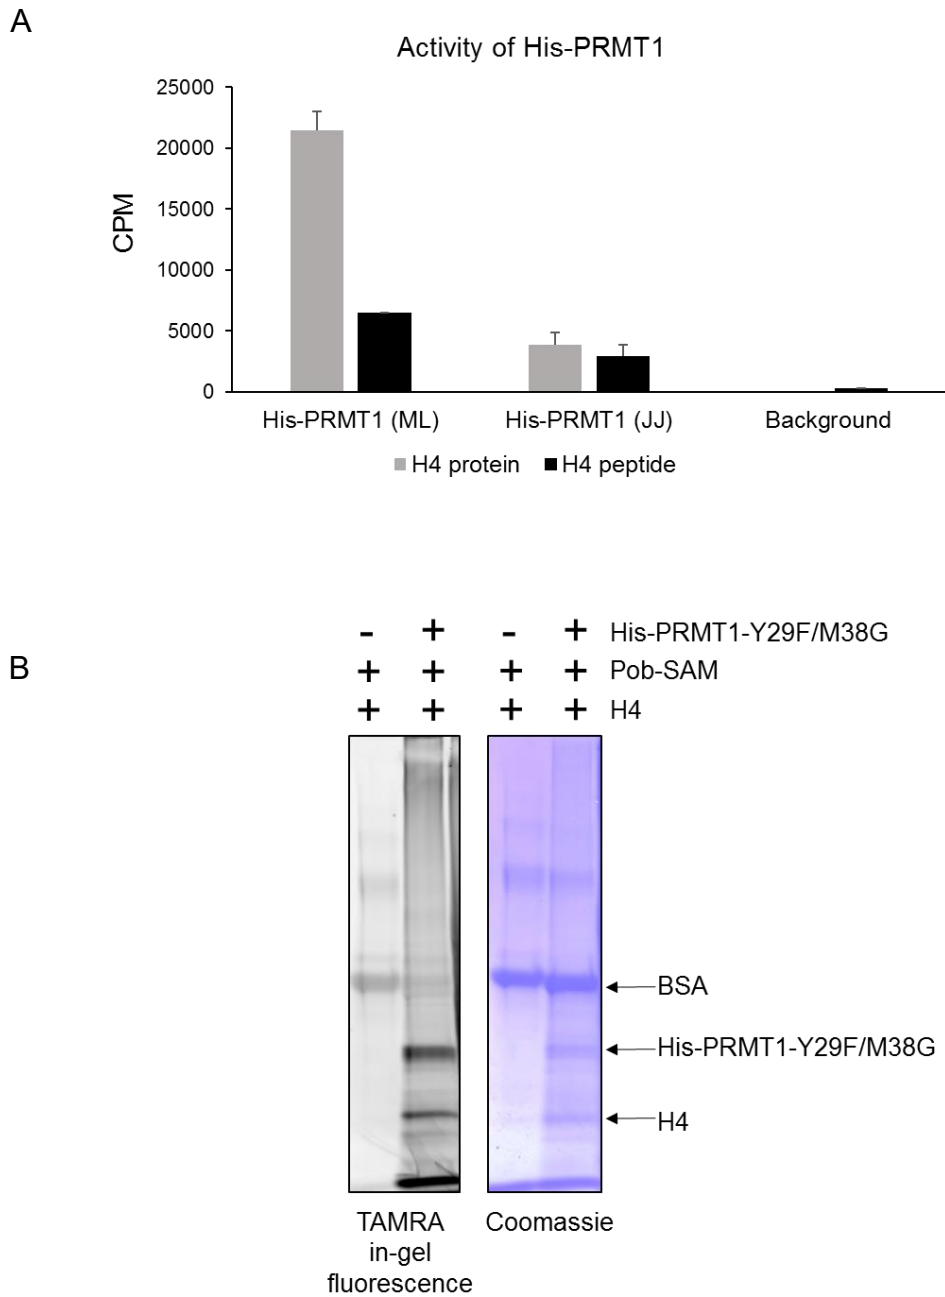 A
Activity of His-PRMT1
25000
20000
15000
10000
5000
0
CPM
His-PRMT1 (ML) His-PRMT1 (JJ) Background
H4 protein H4 peptide
B
- + - + His-PRMT1-Y29F/M38G
+ + + + Pob-SAM
+ + + + H4
BSA
His-PRMT1-Y29F/M38G
H4
TAMRA
in-gel
fluorescence
Coomassie